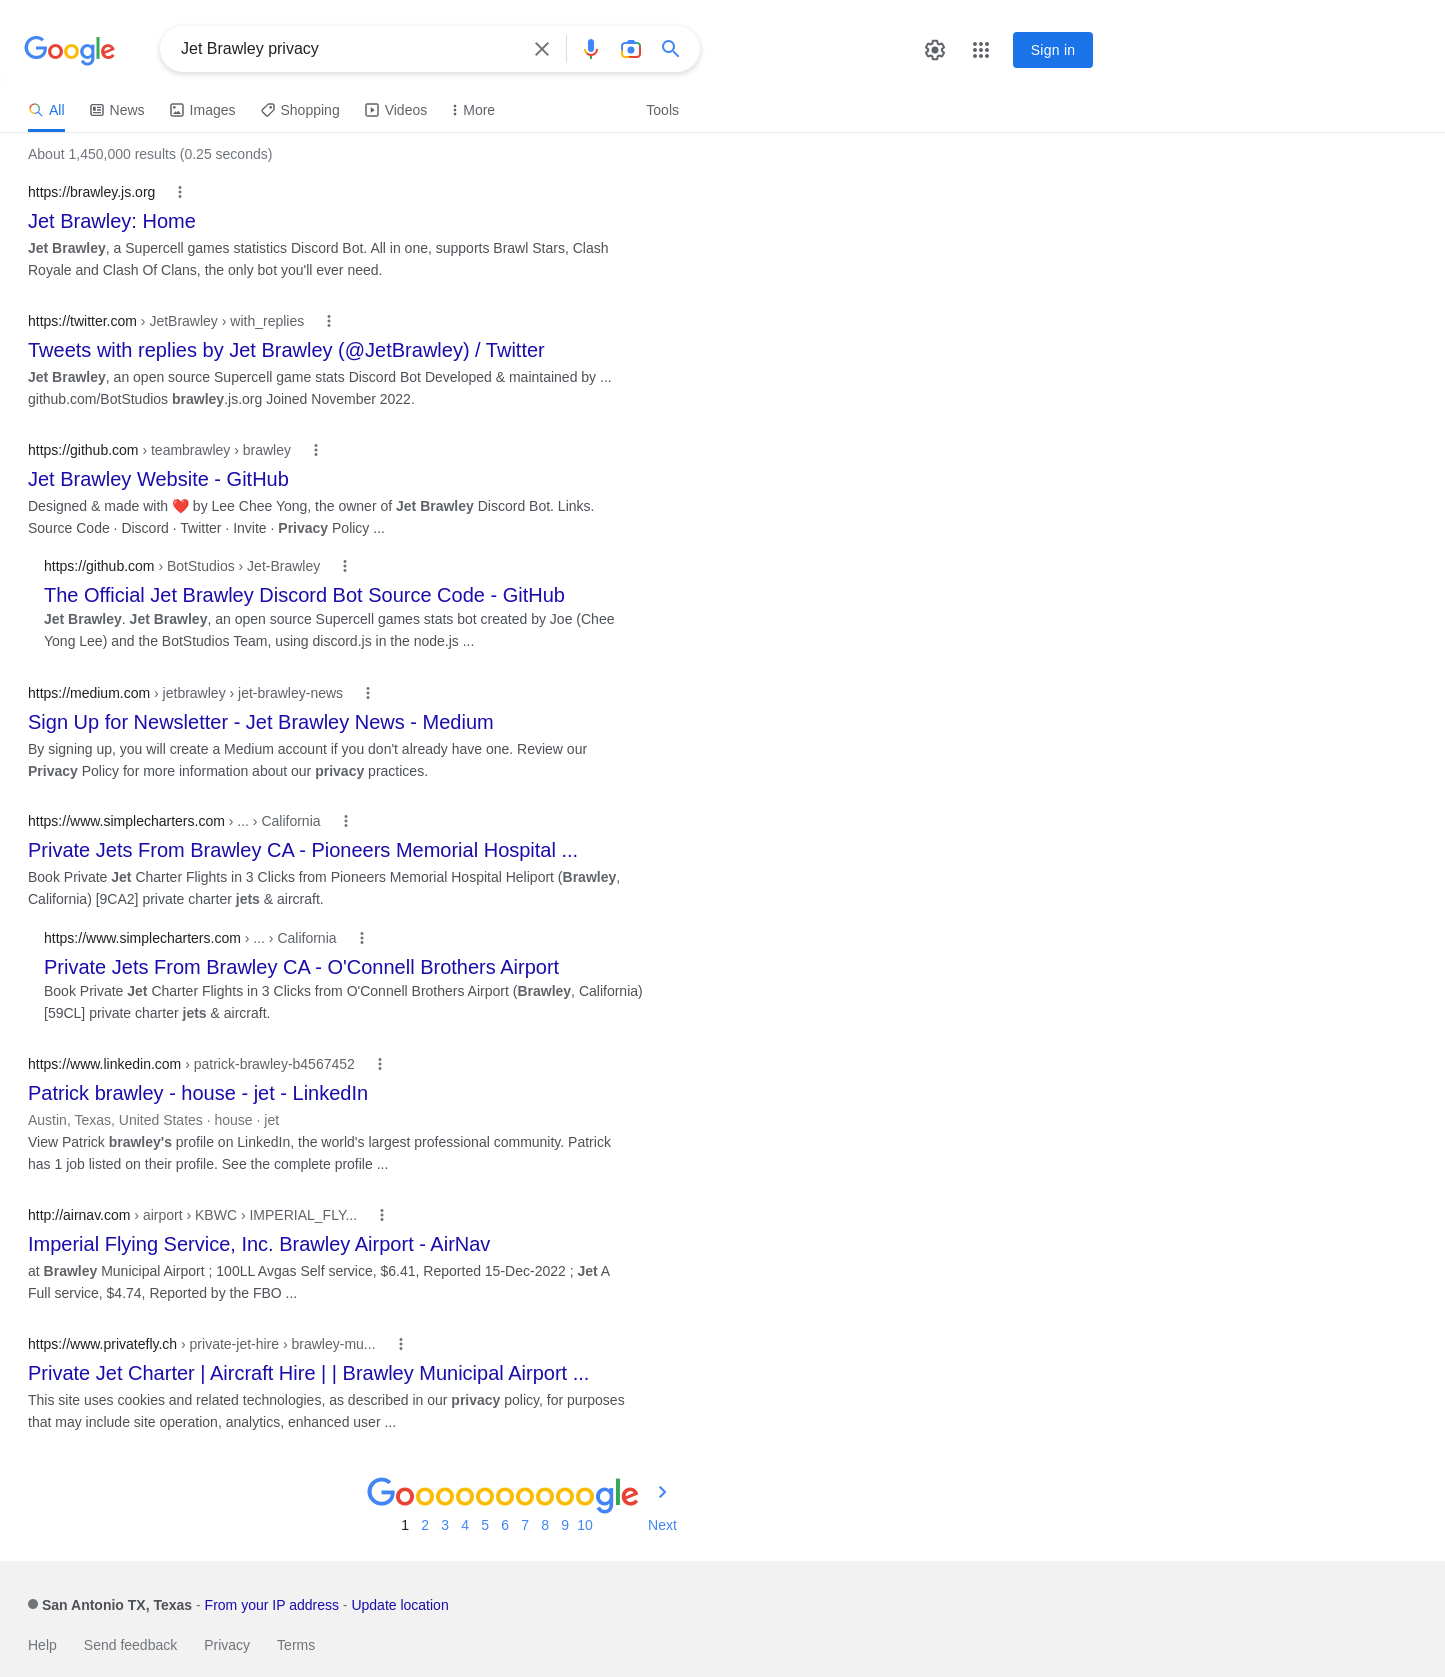 Google
Jet Brawley privacy
Sign in
All News Images Shopping Videos More Tools
About 1,450,000 results (0.25 seconds)
https://brawley.js.org
Jet Brawley: Home
Jet Brawley, a Supercell games statistics Discord Bot. All in one, supports Brawl Stars, Clash
Royale and Clash Of Clans, the only bot you'll ever need.
https://twitter.com › JetBrawley › with_replies
Tweets with replies by Jet Brawley (@JetBrawley) / Twitter
Jet Brawley, an open source Supercell game stats Discord Bot Developed & maintained by ...
github.com/BotStudios brawley.js.org Joined November 2022.
https://github.com › teambrawley › brawley
Jet Brawley Website - GitHub
Designed & made with ❤️ by Lee Chee Yong, the owner of Jet Brawley Discord Bot. Links.
Source Code · Discord · Twitter · Invite · Privacy Policy ...
https://github.com › BotStudios › Jet-Brawley
The Official Jet Brawley Discord Bot Source Code - GitHub
Jet Brawley. Jet Brawley, an open source Supercell games stats bot created by Joe (Chee
Yong Lee) and the BotStudios Team, using discord.js in the node.js ...
https://medium.com › jetbrawley › jet-brawley-news
Sign Up for Newsletter - Jet Brawley News - Medium
By signing up, you will create a Medium account if you don't already have one. Review our
Privacy Policy for more information about our privacy practices.
https://www.simplecharters.com › ... › California
Private Jets From Brawley CA - Pioneers Memorial Hospital ...
Book Private Jet Charter Flights in 3 Clicks from Pioneers Memorial Hospital Heliport (Brawley,
California) [9CA2] private charter jets & aircraft.
https://www.simplecharters.com › ... › California
Private Jets From Brawley CA - O'Connell Brothers Airport
Book Private Jet Charter Flights in 3 Clicks from O'Connell Brothers Airport (Brawley, California)
[59CL] private charter jets & aircraft.
https://www.linkedin.com › patrick-brawley-b4567452
Patrick brawley - house - jet - LinkedIn
Austin, Texas, United States · house · jet
View Patrick brawley's profile on LinkedIn, the world's largest professional community. Patrick
has 1 job listed on their profile. See the complete profile ...
http://airnav.com › airport › KBWC › IMPERIAL_FLY...
Imperial Flying Service, Inc. Brawley Airport - AirNav
at Brawley Municipal Airport ; 100LL Avgas Self service, $6.41, Reported 15-Dec-2022 ; Jet A
Full service, $4.74, Reported by the FBO ...
https://www.privatefly.ch › private-jet-hire › brawley-mu...
Private Jet Charter | Aircraft Hire | | Brawley Municipal Airport ...
This site uses cookies and related technologies, as described in our privacy policy, for purposes
that may include site operation, analytics, enhanced user ...
Goooooooooogle
1 2 3 4 5 6 7 8 9 10 Next
San Antonio TX, Texas - From your IP address - Update location
Help Send feedback Privacy Terms